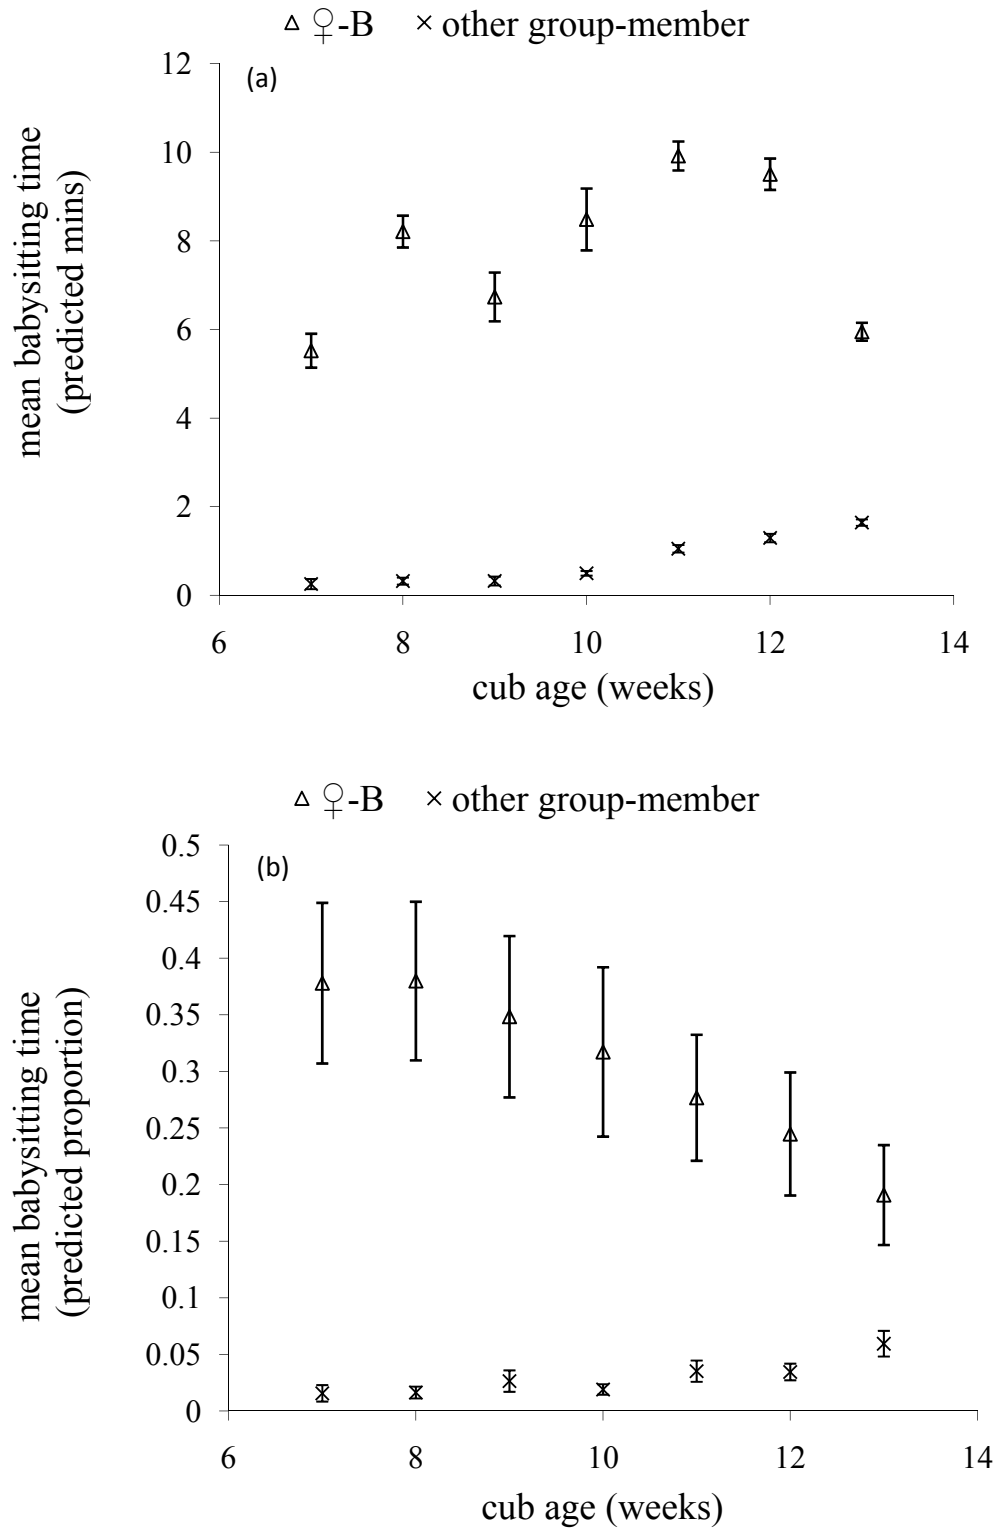 △ ♀-B × other group-member
(a)
mean babysitting time
(predicted mins)
12
10
8
6
4
2
0
6 8 10 12 14
cub age (weeks)
△ ♀-B × other group-member
(b)
mean babysitting time
(predicted proportion)
0.5
0.45
0.4
0.35
0.3
0.25
0.2
0.15
0.1
0.05
0
6 8 10 12 14
cub age (weeks)